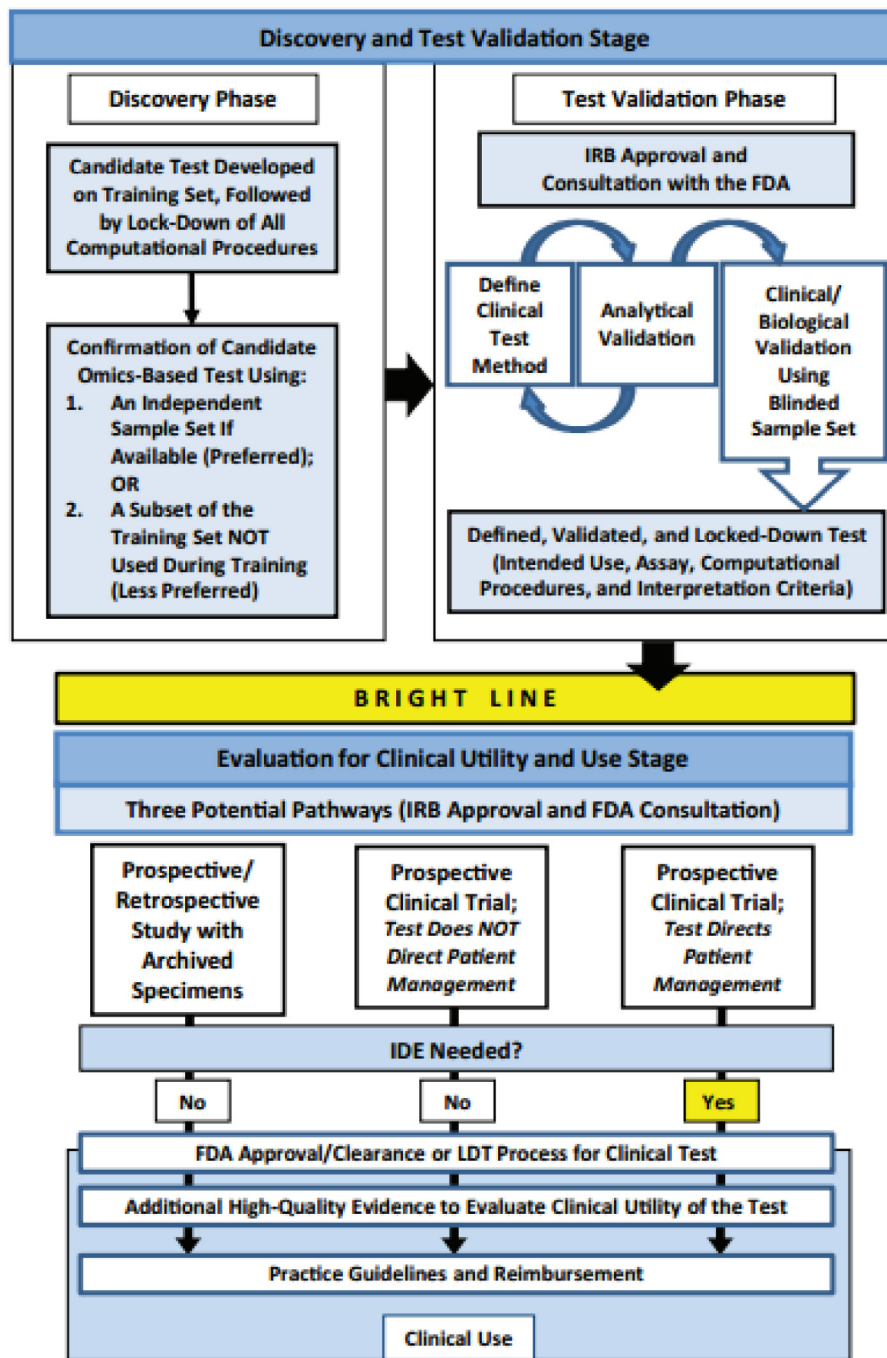 Discovery and Test Validation Stage
Discovery Phase
Candidate Test Developed
on Training Set, Followed
by Lock-Down of All
Computational Procedures
Confirmation of Candidate
Omics-Based Test Using:
1. An Independent
Sample Set If
Available (Preferred);
OR
2. A Subset of the
Training Set NOT
Used During Training
(Less Preferred)
Test Validation Phase
IRB Approval and
Consultation with the FDA
Define
Clinical
Test
Method
Analytical
Validation
Clinical/
Biological
Validation
Using
Blinded
Sample Set
Defined, Validated, and Locked-Down Test
(Intended Use, Assay, Computational
Procedures, and Interpretation Criteria)
BRIGHT LINE
Evaluation for Clinical Utility and Use Stage
Three Potential Pathways (IRB Approval and FDA Consultation)
Prospective/
Retrospective
Study with
Archived
Specimens
Prospective
Clinical Trial;
Test Does NOT
Direct Patient
Management
Prospective
Clinical Trial;
Test Directs
Patient
Management
IDE Needed?
No
No
Yes
FDA Approval/Clearance or LDT Process for Clinical Test
Additional High-Quality Evidence to Evaluate Clinical Utility of the Test
Practice Guidelines and Reimbursement
Clinical Use